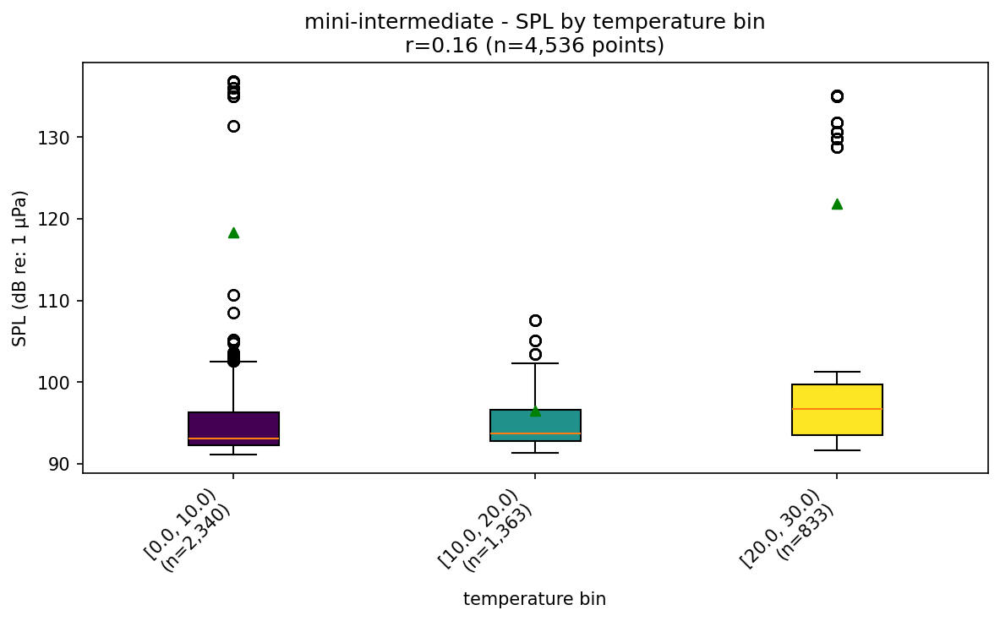 mini-intermediate - SPL by temperature bin
r=0.16 (n=4,536 points)
SPL (dB re: 1 µPa)
130
120
110
100
90
[0.0, 10.0)
(n=2,340)
[10.0, 20.0)
(n=1,363)
[20.0, 30.0)
(n=833)
temperature bin